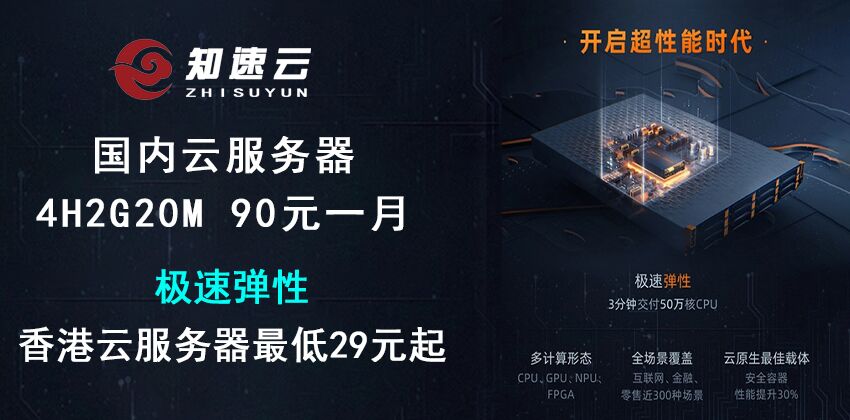 知速云
ZHISUYUN
国内云服务器
4H2G20M 90元一月
极速弹性
香港云服务器最低29元起
· 开启超性能时代 ·
极速弹性
3分钟交付50万核CPU
多计算形态
CPU、GPU、NPU、
FPGA
全场景覆盖
互联网、金融、
零售近300种场景
云原生最佳载体
安全容器
性能提升30%